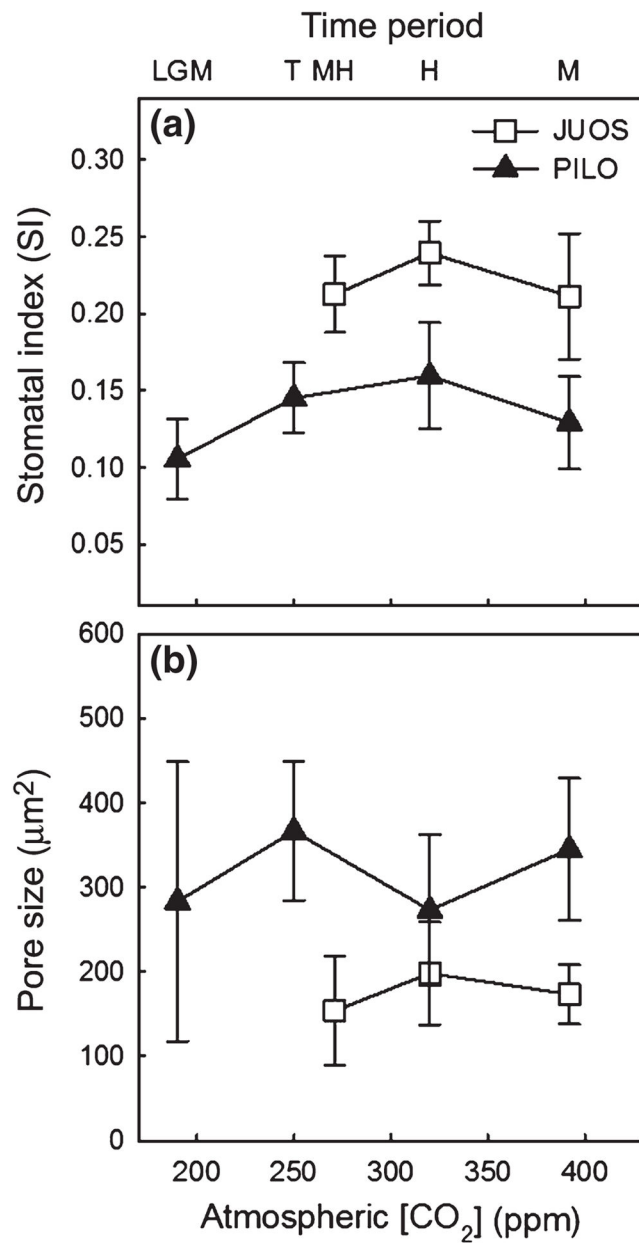 Time period
LGM T MH H M
(a)
JUOS
PILO
Stomatal index (SI)
0.30
0.25
0.20
0.15
0.10
0.05
(b)
Pore size (μm²)
600
500
400
300
200
100
0
200 250 300 350 400
Atmospheric [CO₂] (ppm)